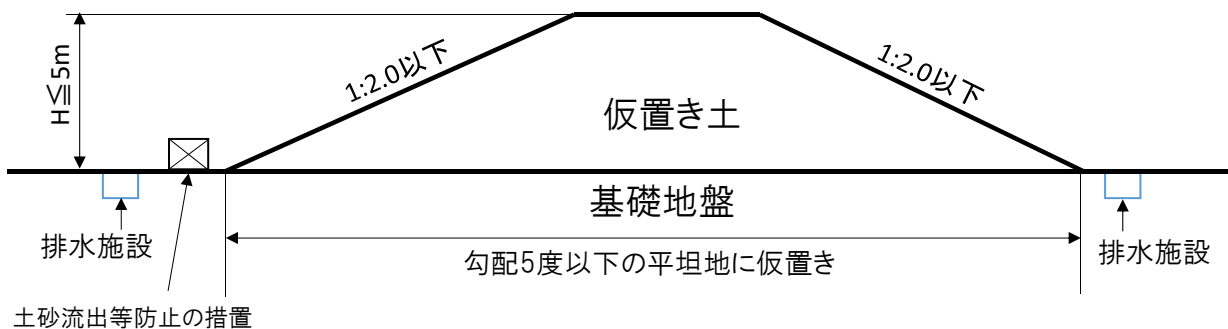 H≦5m
1:2.0以下
1:2.0以下
仮置き土
基礎地盤
排水施設
勾配5度以下の平坦地に仮置き
排水施設
土砂流出等防止の措置